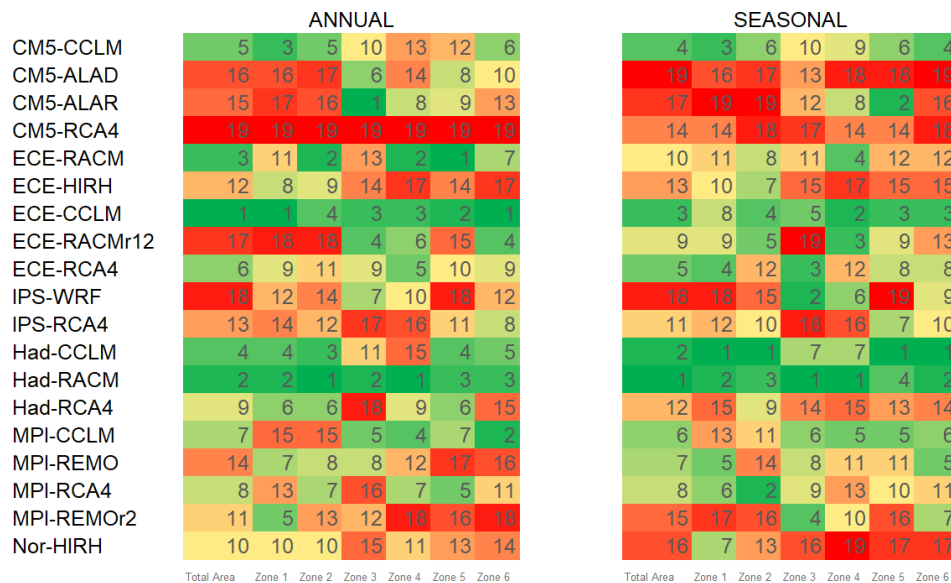 ANNUAL SEASONAL
CM5-CCLM 5 3 5 10 13 12 6 4 3 6 10 9 6 4
CM5-ALAD 16 16 17 6 14 8 10 19 16 17 13 18 18 19
CM5-ALAR 15 17 16 1 8 9 13 17 19 19 12 8 2 16
CM5-RCA4 19 19 19 19 19 19 19 14 14 18 17 14 14 18
ECE-RACM 3 11 2 13 2 1 7 10 11 8 11 4 12 12
ECE-HIRH 12 8 9 14 17 14 17 13 10 7 15 17 15 15
ECE-CCLM 1 1 4 3 3 2 1 3 8 4 5 2 3 3
ECE-RACMr12 17 18 18 4 6 15 4 9 9 5 19 3 9 13
ECE-RCA4 6 9 11 9 5 10 9 5 4 12 3 12 8 8
IPS-WRF 18 12 14 7 10 18 12 18 18 15 2 6 19 9
IPS-RCA4 13 14 12 17 16 11 8 11 12 10 18 16 7 10
Had-CCLM 4 4 3 11 15 4 5 2 1 1 7 7 1 1
Had-RACM 2 2 1 2 1 3 3 1 2 3 1 1 4 2
Had-RCA4 9 6 6 18 9 6 15 12 15 9 14 15 13 14
MPI-CCLM 7 15 15 5 4 7 2 6 13 11 6 5 5 6
MPI-REMO 14 7 8 8 12 17 16 7 5 14 8 11 11 5
MPI-RCA4 8 13 7 16 7 5 11 8 6 2 9 13 10 11
MPI-REMOr2 11 5 13 12 18 16 18 15 17 16 4 10 16 7
Nor-HIRH 10 10 10 15 11 13 14 16 7 13 16 19 17 17
Total Area Zone 1 Zone 2 Zone 3 Zone 4 Zone 5 Zone 6 Total Area Zone 1 Zone 2 Zone 3 Zone 4 Zone 5 Zone 6